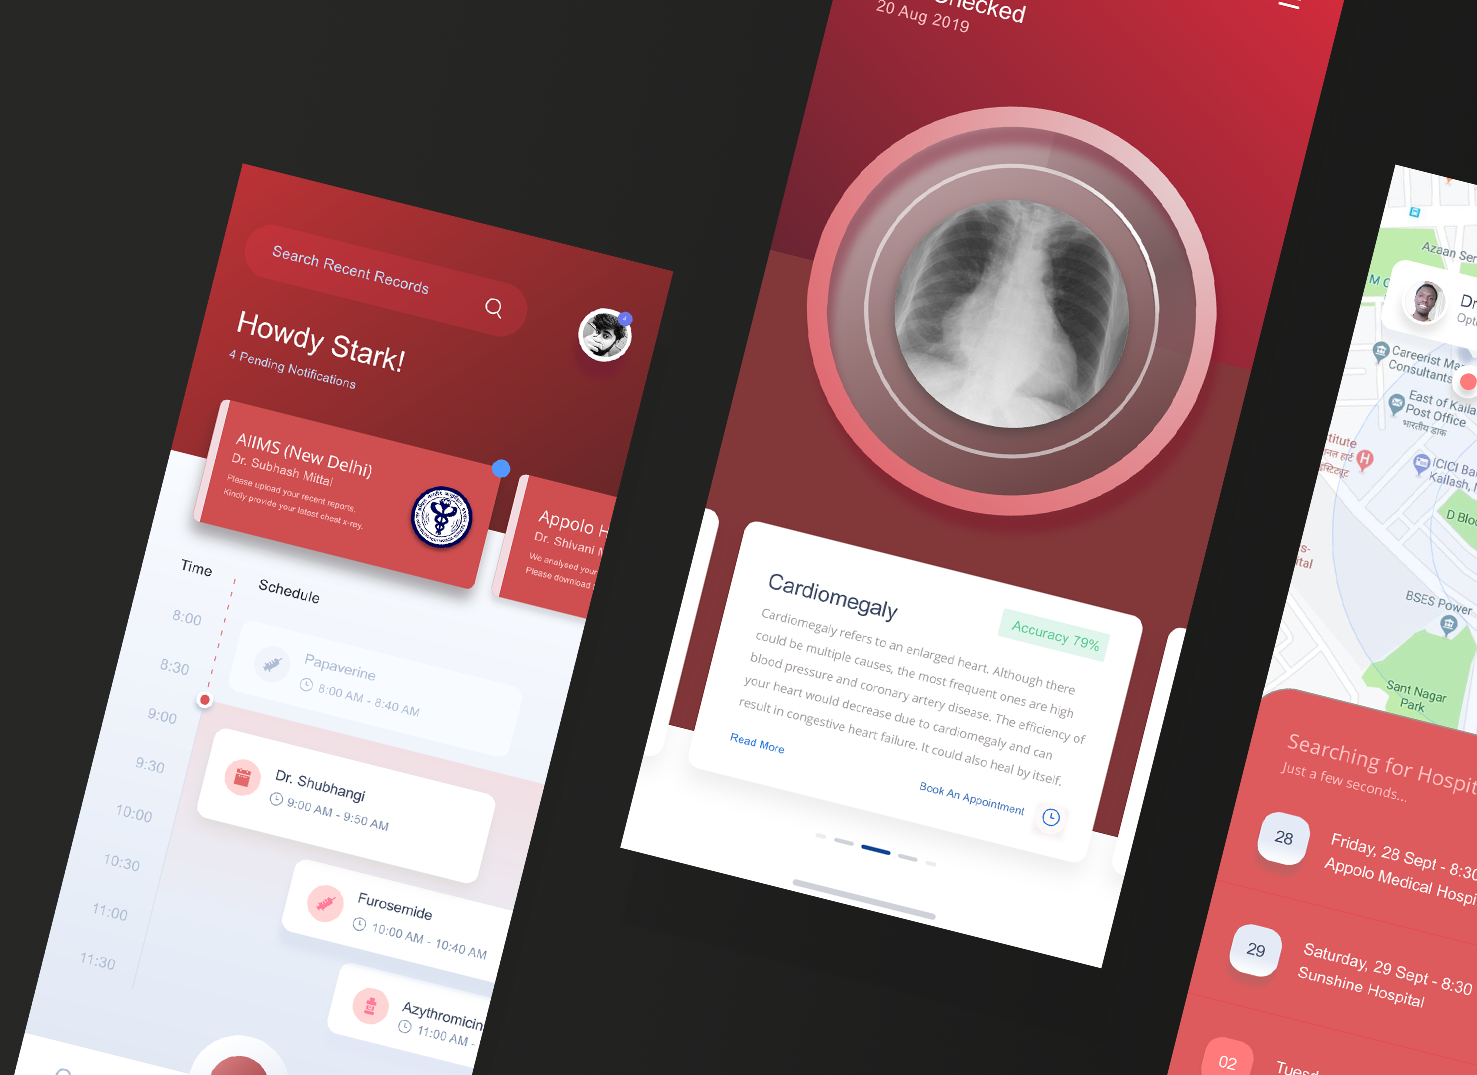 Search Recent Records
Howdy Stark!
4 Pending Notifications
AIIMS (New Delhi)
Dr. Subhash Mittal
Please upload your recent reports.
Kindly provide your latest chest x-ray.
Appolo H
Dr. Shivani M
We analysed your
Please download
Time
Schedule
8:00
8:30
9:00
9:30
10:00
10:30
11:00
11:30
Papaverine
8:00 AM - 8:40 AM
Dr. Shubhangi
9:00 AM - 9:50 AM
Furosemide
10:00 AM - 10:40 AM
Azythromicin
11:00 AM -
Checked
20 Aug 2019
Cardiomegaly
Accuracy 79%
Cardiomegaly refers to an enlarged heart. Although there
could be multiple causes, the most frequent ones are high
blood pressure and coronary artery disease. The efficiency of
your heart would decrease due to cardiomegaly and can
result in congestive heart failure. It could also heal by itself.
Read More
Book An Appointment
Azaan Ser
M C
Dr
Opt
Careerist Ma
Consultants
East of Kaila
Post Office
भारतीय डाक
titute
H
ICICI Ba
Kailash,
D Blo
s-
ital
BSES Power
Sant Nagar
Park
Searching for Hospit
Just a few seconds...
28
Friday, 28 Sept - 8:30
Appolo Medical Hospi
29
Saturday, 29 Sept - 8:30
Sunshine Hospital
02
Tues